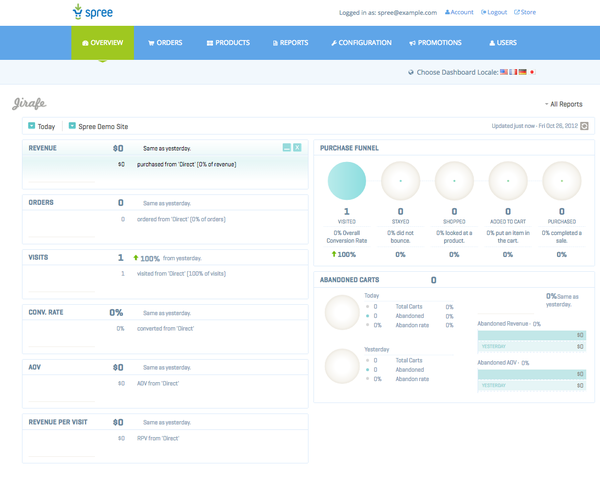 spree
Logged in as: spree@example.com Account Logout Store
OVERVIEW ORDERS PRODUCTS REPORTS CONFIGURATION PROMOTIONS USERS
Choose Dashboard Locale:
Jirafe
All Reports
Today Spree Demo Site Updated just now - Fri Oct 26, 2012
REVENUE $0 Same as yesterday.
$0 purchased from 'Direct' (0% of revenue)
ORDERS 0 Same as yesterday.
0 ordered from 'Direct' (0% of orders)
VISITS 1 100% from yesterday.
1 visited from 'Direct' (100% of visits)
CONV. RATE 0% Same as yesterday.
0% converted from 'Direct'
AOV $0 Same as yesterday.
$0 AOV from 'Direct'
REVENUE PER VISIT $0 Same as yesterday.
$0 RPV from 'Direct'
PURCHASE FUNNEL
1 0 0 0 0
VISITED STAYED SHOPPED ADDED TO CART PURCHASED
0% Overall Conversion Rate
0% did not bounce.
0% looked at a product.
0% put an item in the cart.
0% completed a sale.
100% 0% 0% 0% 0%
ABANDONED CARTS 0
0% Same as yesterday.
Today
0 Total Carts 0%
0 Abandoned 0%
0% Abandon rate 0%
Yesterday
0 Total Carts 0%
0 Abandoned 0%
0% Abandon rate 0%
Abandoned Revenue - 0%
$0
YESTERDAY $0
Abandoned AOV - 0%
$0
YESTERDAY $0